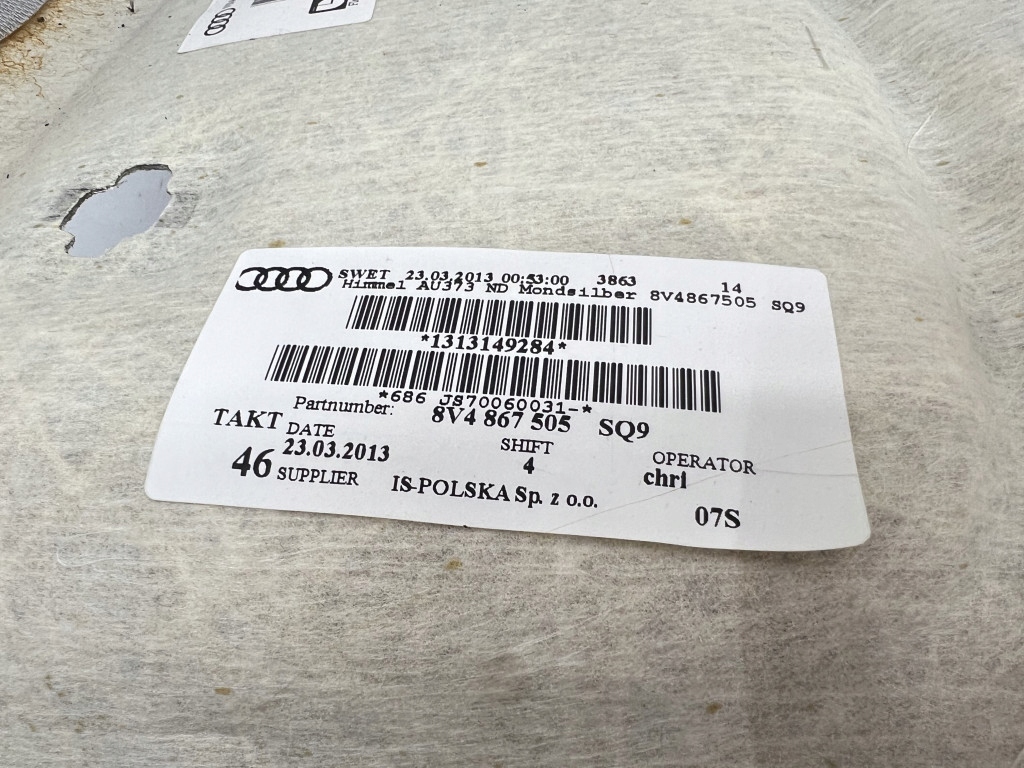 SWET 23.03.2013 00:53:00 3863 14
Himmel AU373 ND Mondsilber 8V4867505 SQ9
*1313149284*
*686 JS70060031-*
Partnumber: 8V4 867 505 SQ9
TAKT DATE SHIFT OPERATOR
46 23.03.2013 4 chrl
SUPPLIER IS-POLSKA Sp. z o.o. 07S